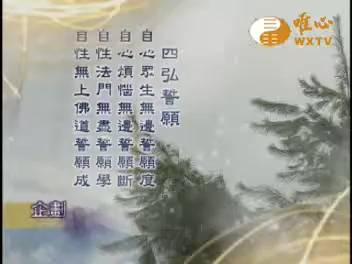 四弘誓願
自心眾生無邊誓願度
自心煩惱無邊誓願斷
自性法門無盡誓願學
自性無上佛道誓願成
企劃
唯心
WXTV